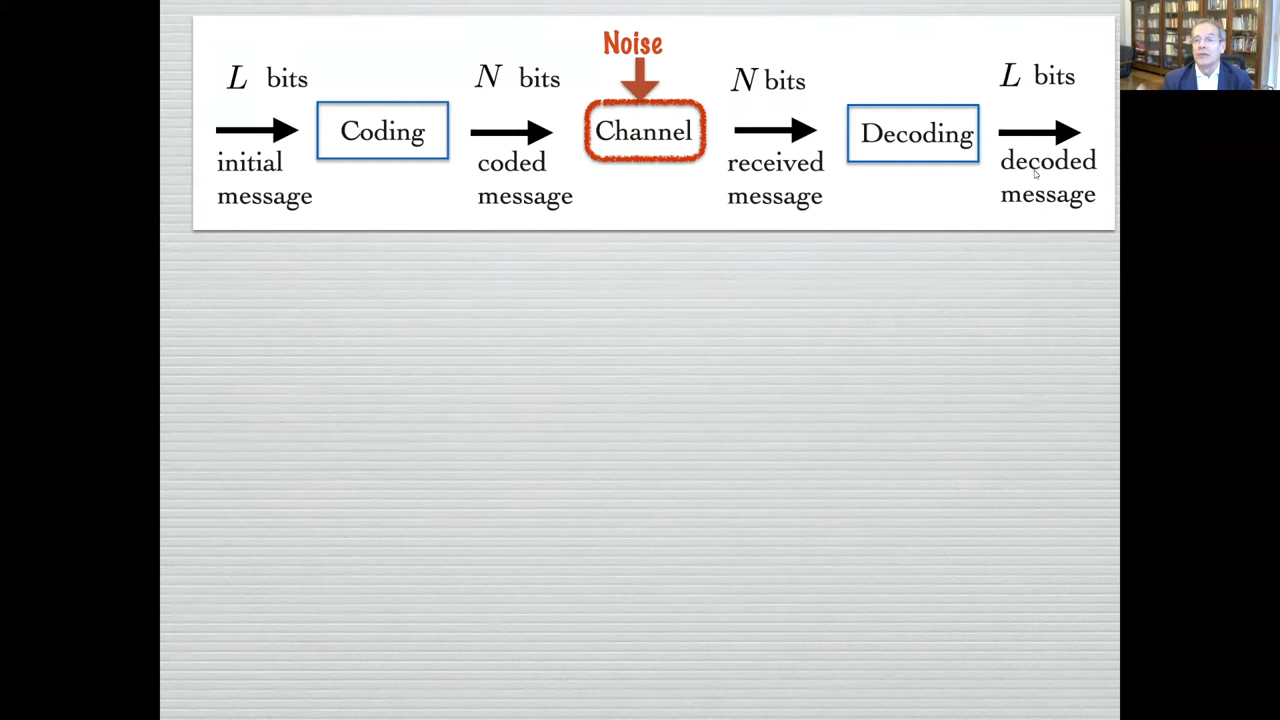 Noise
L bits
N bits
N bits
L bits
Coding
Channel
Decoding
initial
message
coded
message
received
message
decoded
message